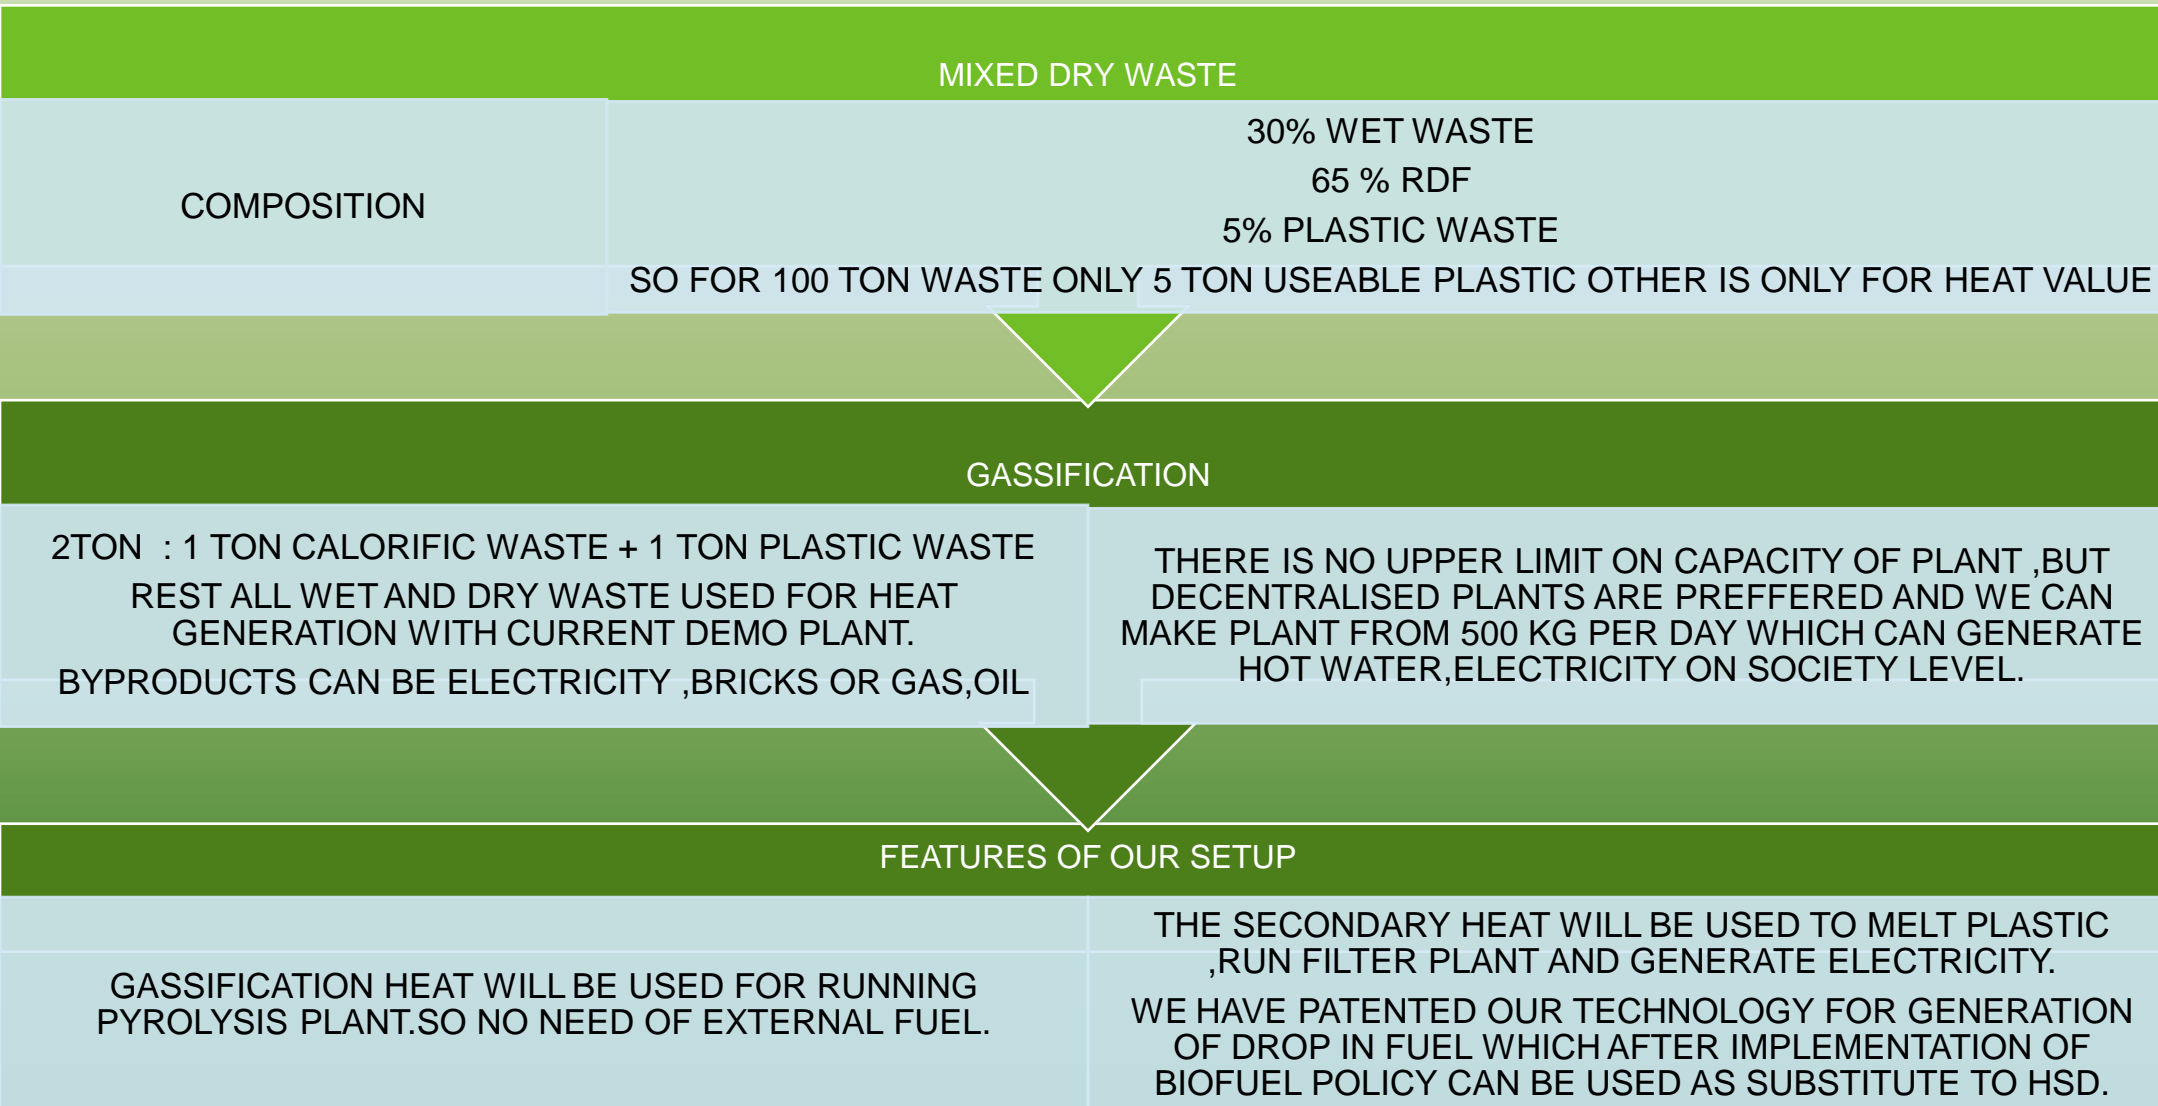 MIXED DRY WASTE
COMPOSITION
30% WET WASTE
65 % RDF
5% PLASTIC WASTE
SO FOR 100 TON WASTE ONLY 5 TON USEABLE PLASTIC OTHER IS ONLY FOR HEAT VALUE
GASSIFICATION
2TON : 1 TON CALORIFIC WASTE + 1 TON PLASTIC WASTE
REST ALL WET AND DRY WASTE USED FOR HEAT
GENERATION WITH CURRENT DEMO PLANT.
BYPRODUCTS CAN BE ELECTRICITY ,BRICKS OR GAS,OIL
THERE IS NO UPPER LIMIT ON CAPACITY OF PLANT ,BUT
DECENTRALISED PLANTS ARE PREFFERED AND WE CAN
MAKE PLANT FROM 500 KG PER DAY WHICH CAN GENERATE
HOT WATER,ELECTRICITY ON SOCIETY LEVEL.
FEATURES OF OUR SETUP
GASSIFICATION HEAT WILL BE USED FOR RUNNING
PYROLYSIS PLANT.SO NO NEED OF EXTERNAL FUEL.
THE SECONDARY HEAT WILL BE USED TO MELT PLASTIC
,RUN FILTER PLANT AND GENERATE ELECTRICITY.
WE HAVE PATENTED OUR TECHNOLOGY FOR GENERATION
OF DROP IN FUEL WHICH AFTER IMPLEMENTATION OF
BIOFUEL POLICY CAN BE USED AS SUBSTITUTE TO HSD.